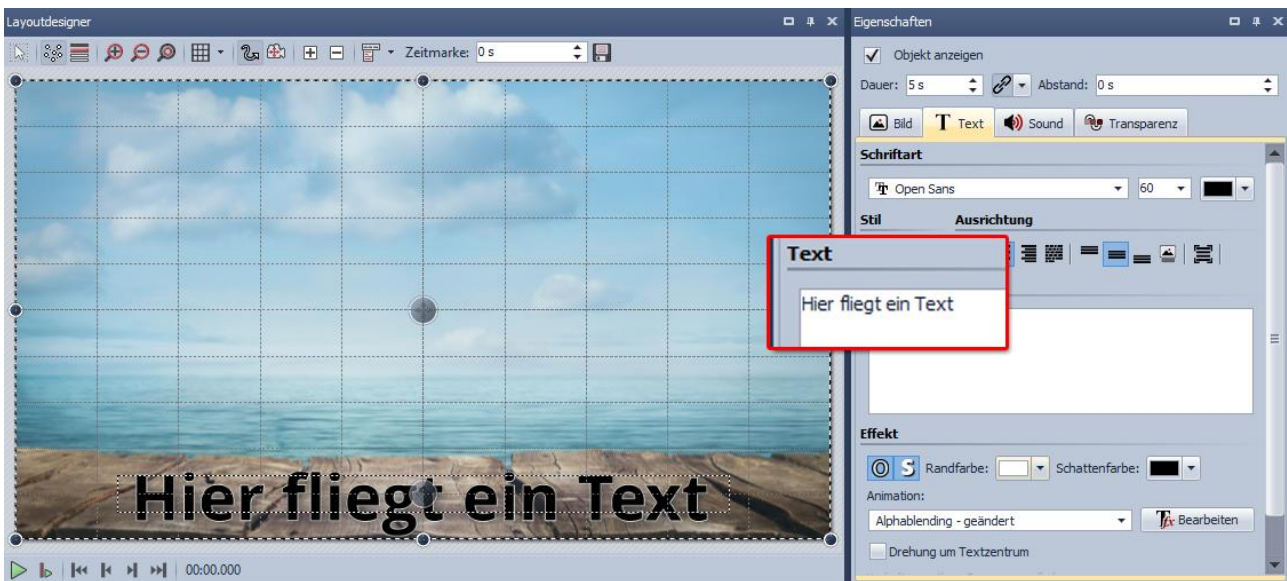 Layoutdesigner
Zeitmarke: 0 s
Hier fliegt ein Text
00:00.000
Eigenschaften
Objekt anzeigen
Dauer: 5 s Abstand: 0 s
Bild T Text Sound Transparenz
Schriftart
Open Sans 60
Stil Ausrichtung
Text
Hier fliegt ein Text
Effekt
O S Randfarbe: Schattenfarbe:
Animation:
Alphablending - geändert Tfx Bearbeiten
Drehung um Textzentrum